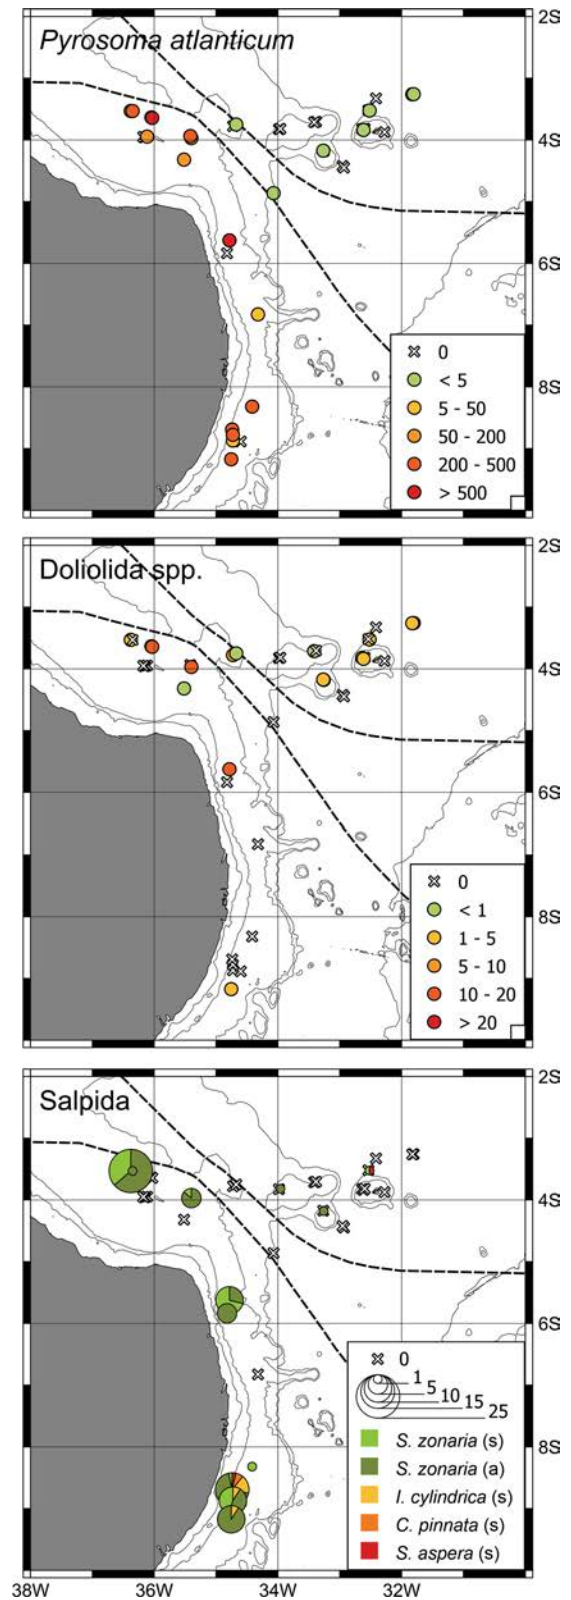 Pyrosoma atlanticum
2S
4S
6S
8S
0
< 5
5 - 50
50 - 200
200 - 500
> 500
Doliolida spp.
2S
4S
6S
8S
0
< 1
1 - 5
5 - 10
10 - 20
> 20
Salpida
2S
4S
6S
8S
0
1
5
10
15
25
S. zonaria (s)
S. zonaria (a)
I. cylindrica (s)
C. pinnata (s)
S. aspera (s)
38W 36W 34W 32W